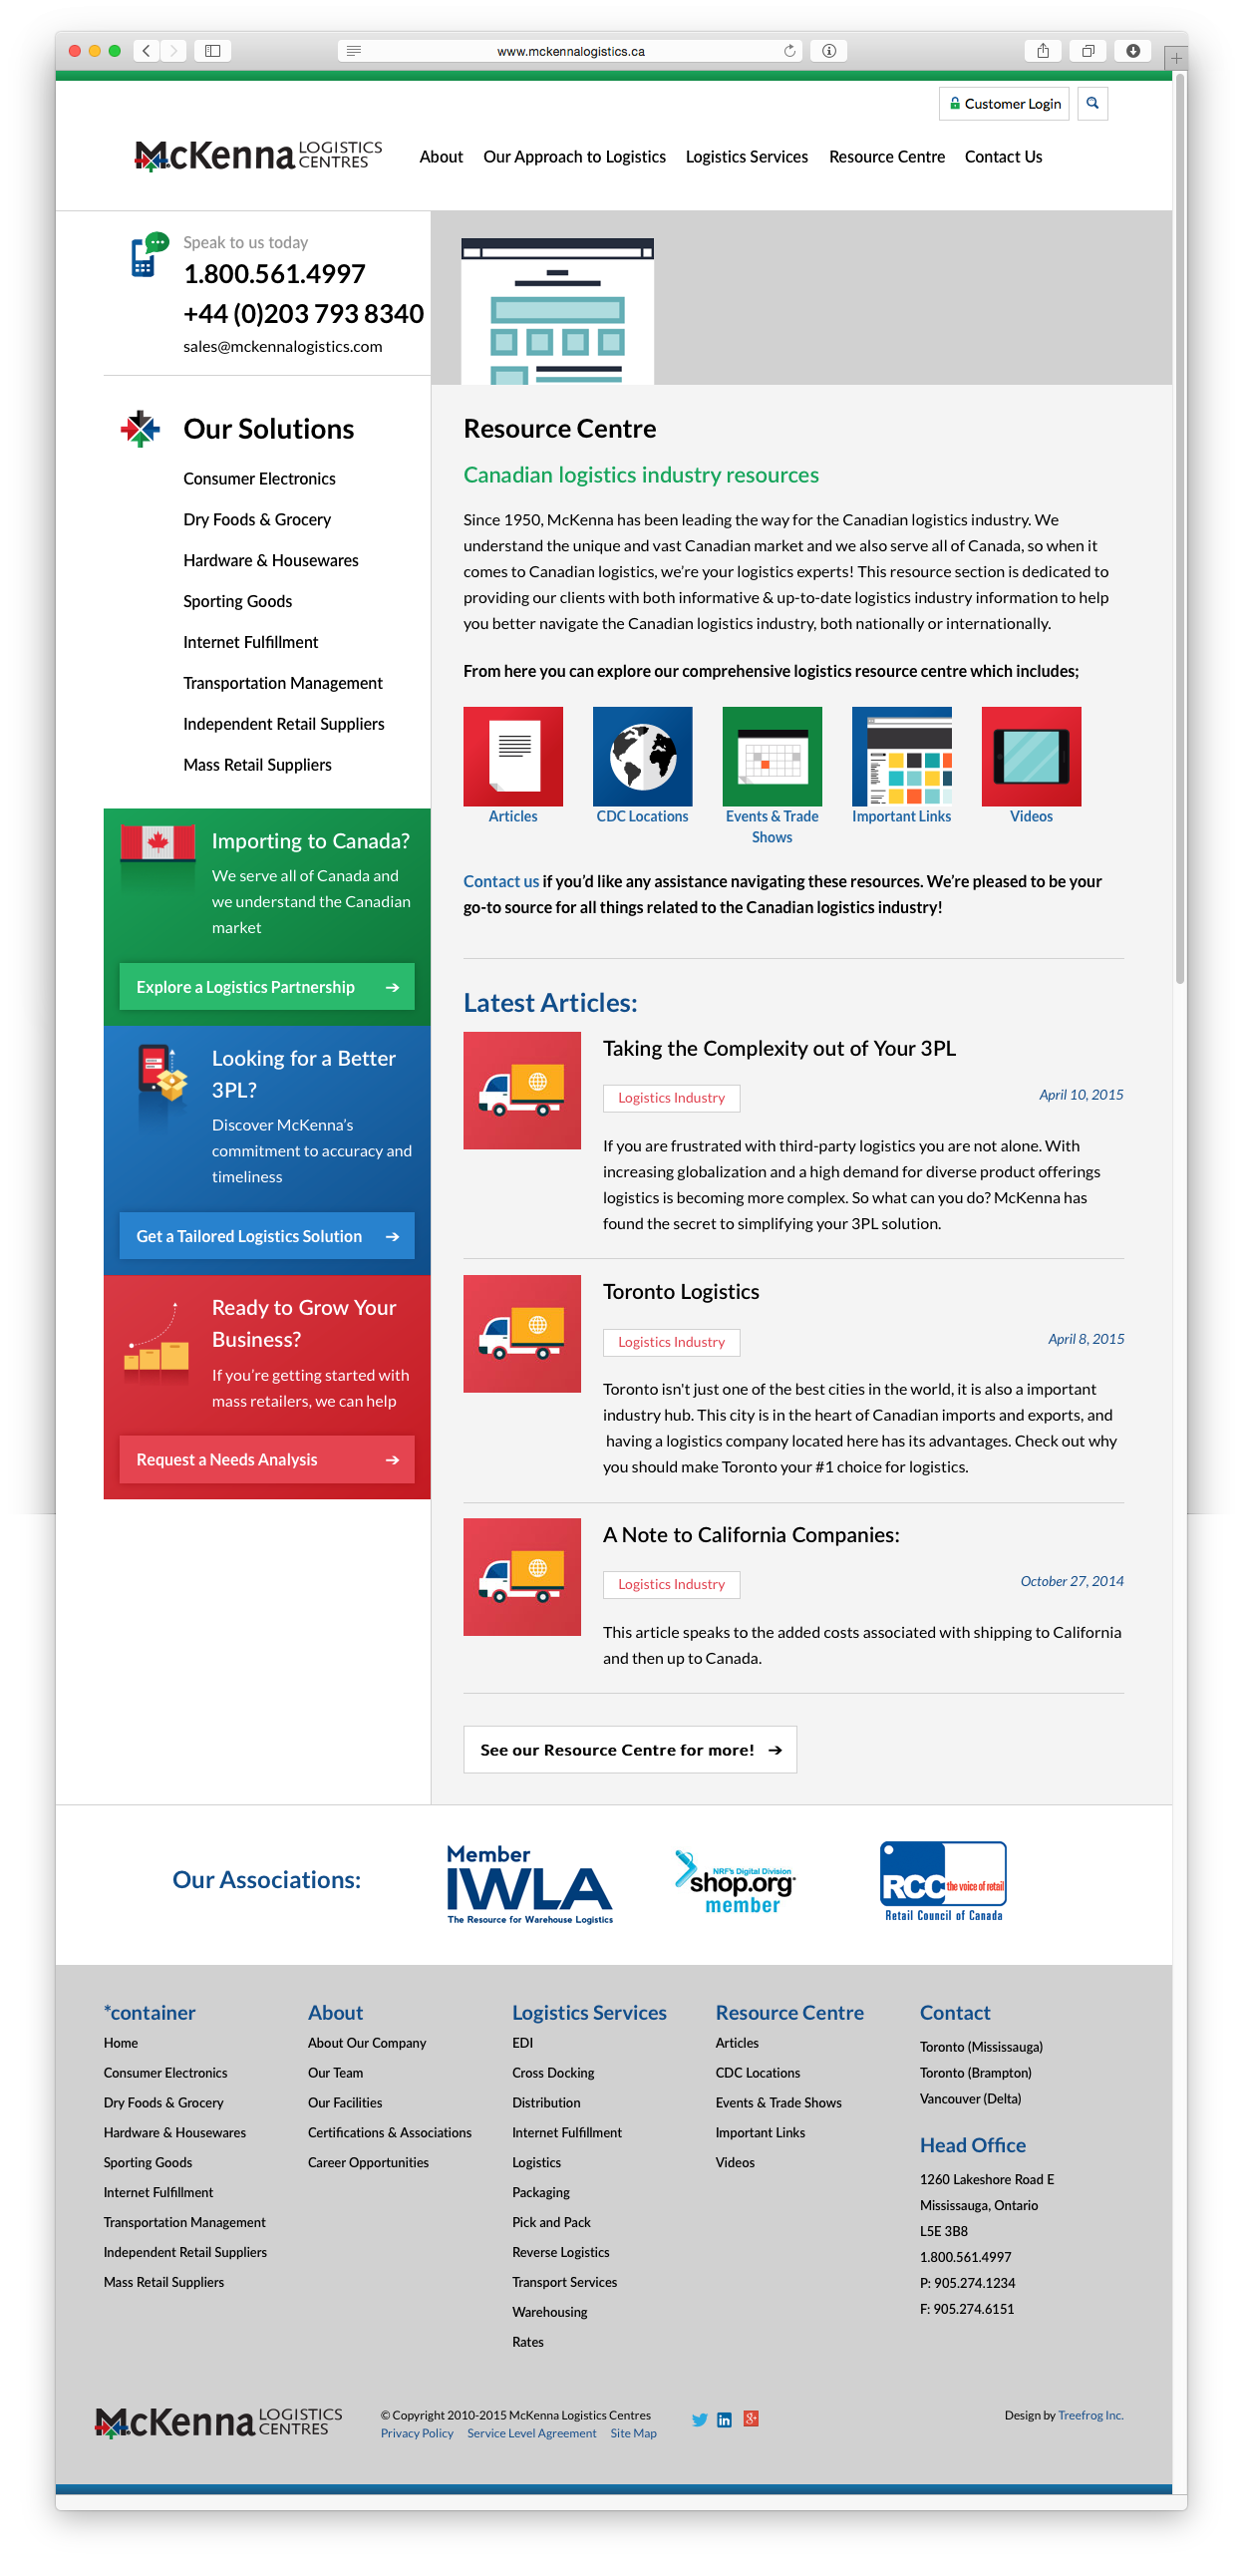 www.mckennalogistics.ca
Customer Login
McKenna LOGISTICS CENTRES
About Our Approach to Logistics Logistics Services Resource Centre Contact Us
Speak to us today
1.800.561.4997
+44 (0)203 793 8340
sales@mckennalogistics.com
Our Solutions
Consumer Electronics
Dry Foods & Grocery
Hardware & Housewares
Sporting Goods
Internet Fulfillment
Transportation Management
Independent Retail Suppliers
Mass Retail Suppliers
Importing to Canada?
We serve all of Canada and
we understand the Canadian
market
Explore a Logistics Partnership ➔
Looking for a Better
3PL?
Discover McKenna’s
commitment to accuracy and
timeliness
Get a Tailored Logistics Solution ➔
Ready to Grow Your
Business?
If you’re getting started with
mass retailers, we can help
Request a Needs Analysis ➔
Resource Centre
Canadian logistics industry resources
Since 1950, McKenna has been leading the way for the Canadian logistics industry. We
understand the unique and vast Canadian market and we also serve all of Canada, so when it
comes to Canadian logistics, we’re your logistics experts! This resource section is dedicated to
providing our clients with both informative & up-to-date logistics industry information to help
you better navigate the Canadian logistics industry, both nationally or internationally.
From here you can explore our comprehensive logistics resource centre which includes;
Articles
CDC Locations
Events & Trade
Shows
Important Links
Videos
Contact us if you’d like any assistance navigating these resources. We’re pleased to be your
go-to source for all things related to the Canadian logistics industry!
Latest Articles:
Taking the Complexity out of Your 3PL
Logistics Industry
April 10, 2015
If you are frustrated with third-party logistics you are not alone. With
increasing globalization and a high demand for diverse product offerings
logistics is becoming more complex. So what can you do? McKenna has
found the secret to simplifying your 3PL solution.
Toronto Logistics
Logistics Industry
April 8, 2015
Toronto isn't just one of the best cities in the world, it is also a important
industry hub. This city is in the heart of Canadian imports and exports, and
having a logistics company located here has its advantages. Check out why
you should make Toronto your #1 choice for logistics.
A Note to California Companies:
Logistics Industry
October 27, 2014
This article speaks to the added costs associated with shipping to California
and then up to Canada.
See our Resource Centre for more! ➔
Our Associations:
Member
IWLA
The Resource for Warehouse Logistics
NRF's Digital Division
shop.org
member
RCC the voice of retail
Retail Council of Canada
*container
Home
Consumer Electronics
Dry Foods & Grocery
Hardware & Housewares
Sporting Goods
Internet Fulfillment
Transportation Management
Independent Retail Suppliers
Mass Retail Suppliers
About
About Our Company
Our Team
Our Facilities
Certifications & Associations
Career Opportunities
Logistics Services
EDI
Cross Docking
Distribution
Internet Fulfillment
Logistics
Packaging
Pick and Pack
Reverse Logistics
Transport Services
Warehousing
Rates
Resource Centre
Articles
CDC Locations
Events & Trade Shows
Important Links
Videos
Contact
Toronto (Mississauga)
Toronto (Brampton)
Vancouver (Delta)
Head Office
1260 Lakeshore Road E
Mississauga, Ontario
L5E 3B8
1.800.561.4997
P: 905.274.1234
F: 905.274.6151
McKenna LOGISTICS CENTRES
© Copyright 2010-2015 McKenna Logistics Centres
Privacy Policy Service Level Agreement Site Map
Design by Treefrog Inc.